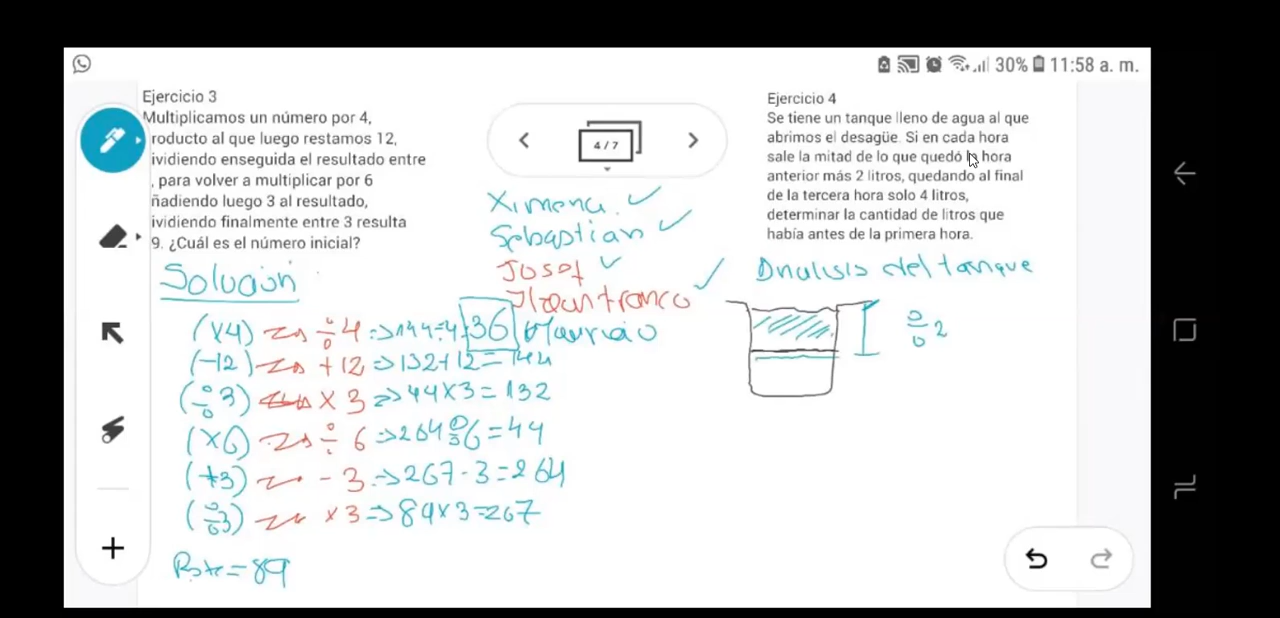 30% 11:58 a. m.
Ejercicio 3
Multiplicamos un número por 4,
roducto al que luego restamos 12,
ividiendo enseguida el resultado entre
, para volver a multiplicar por 6
ñadiendo luego 3 al resultado,
ividiendo finalmente entre 3 resulta
9. ¿Cuál es el número inicial?
4/7
Ximena ✓
Sebastian ✓
Josef ✓
Solución
(x4) ÷4 => 144÷4=36
(-12) +12 => 132+12=144
(÷3) x 3 => 44x3=132
(x6) ÷ 6 => 264÷6=44
(+3) - 3 => 267-3=264
(÷3) x3 => 89x3=267
=89
Ejercicio 4
Se tiene un tanque lleno de agua al que
abrimos el desagüe. Si en cada hora
sale la mitad de lo que quedó la hora
anterior más 2 litros, quedando al final
de la tercera hora solo 4 litros,
determinar la cantidad de litros que
había antes de la primera hora.
Analisis del tanque
÷2